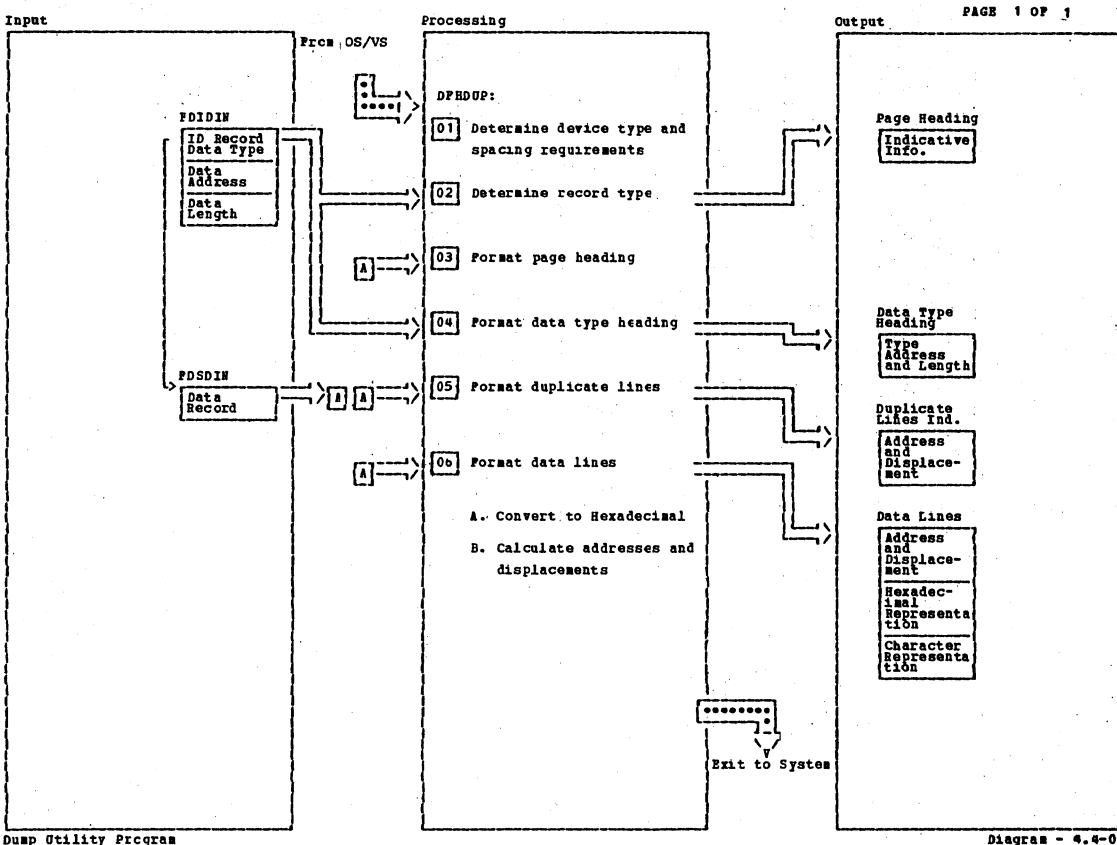 PAGE 1 OF 1
Input
Processing
Output
From OS/VS
DFHDUP:
FDIDIN
ID Record
Data Type
Data
Address
Data
Length
01 Determine device type and
spacing requirements
02 Determine record type
A
03 Format page heading
04 Format data type heading
FDSDIN
Data
Record
A
A
05 Format duplicate lines
A
06 Format data lines
A. Convert to Hexadecimal
B. Calculate addresses and
displacements
Page Heading
Indicative
Info.
Data Type
Heading
Type
Address
and Length
Duplicate
Lines Ind.
Address
and
Displace-
ment
Data Lines
Address
and
Displace-
ment
Hexadec-
imal
Representa
tion
Character
Representa
tion
Exit to System
Dump Utility Program
Diagram - 4.4-0